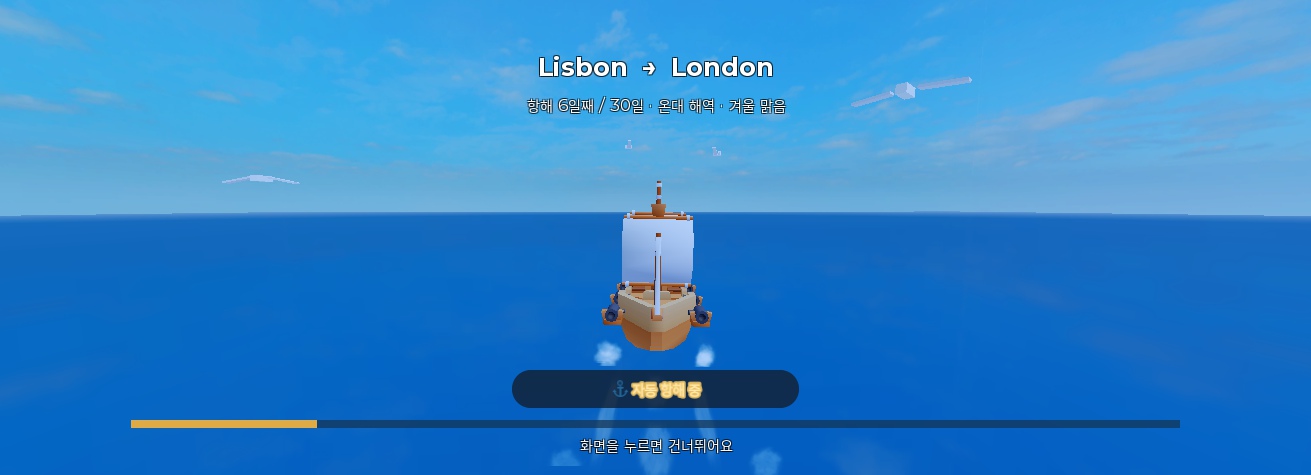 Lisbon → London
항해 6일째 / 30일 · 온대 해역 · 겨울 맑음
⚓ 자동 항해 중
화면을 누르면 건너뛰어요